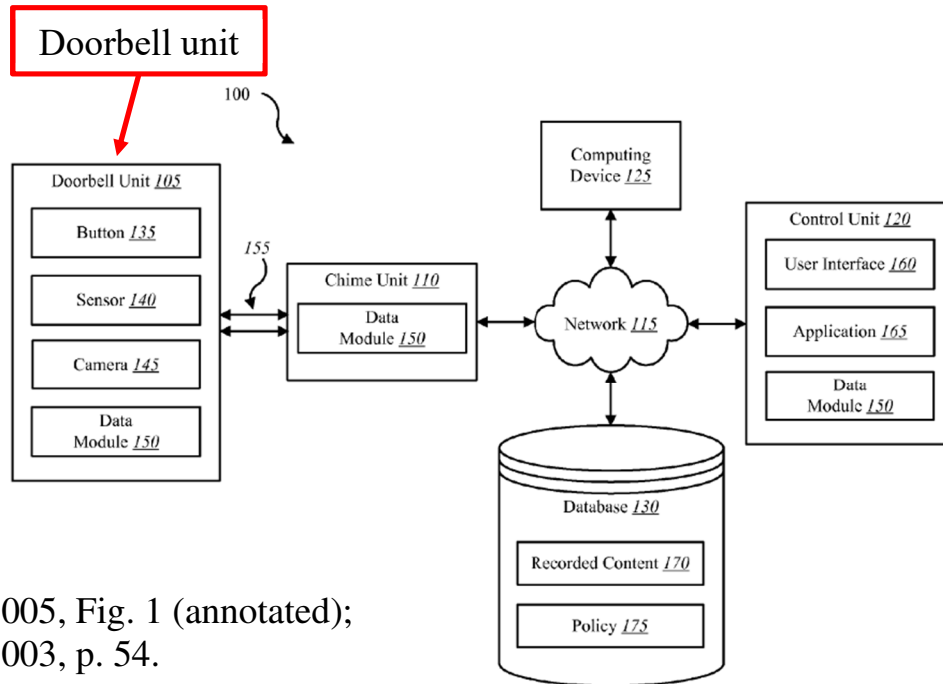 Doorbell unit
100
Doorbell Unit 105
Button 135
Sensor 140
Camera 145
Data
Module 150
155
Chime Unit 110
Data
Module 150
Computing
Device 125
Network 115
Control Unit 120
User Interface 160
Application 165
Data
Module 150
Database 130
Recorded Content 170
Policy 175
005, Fig. 1 (annotated);
003, p. 54.